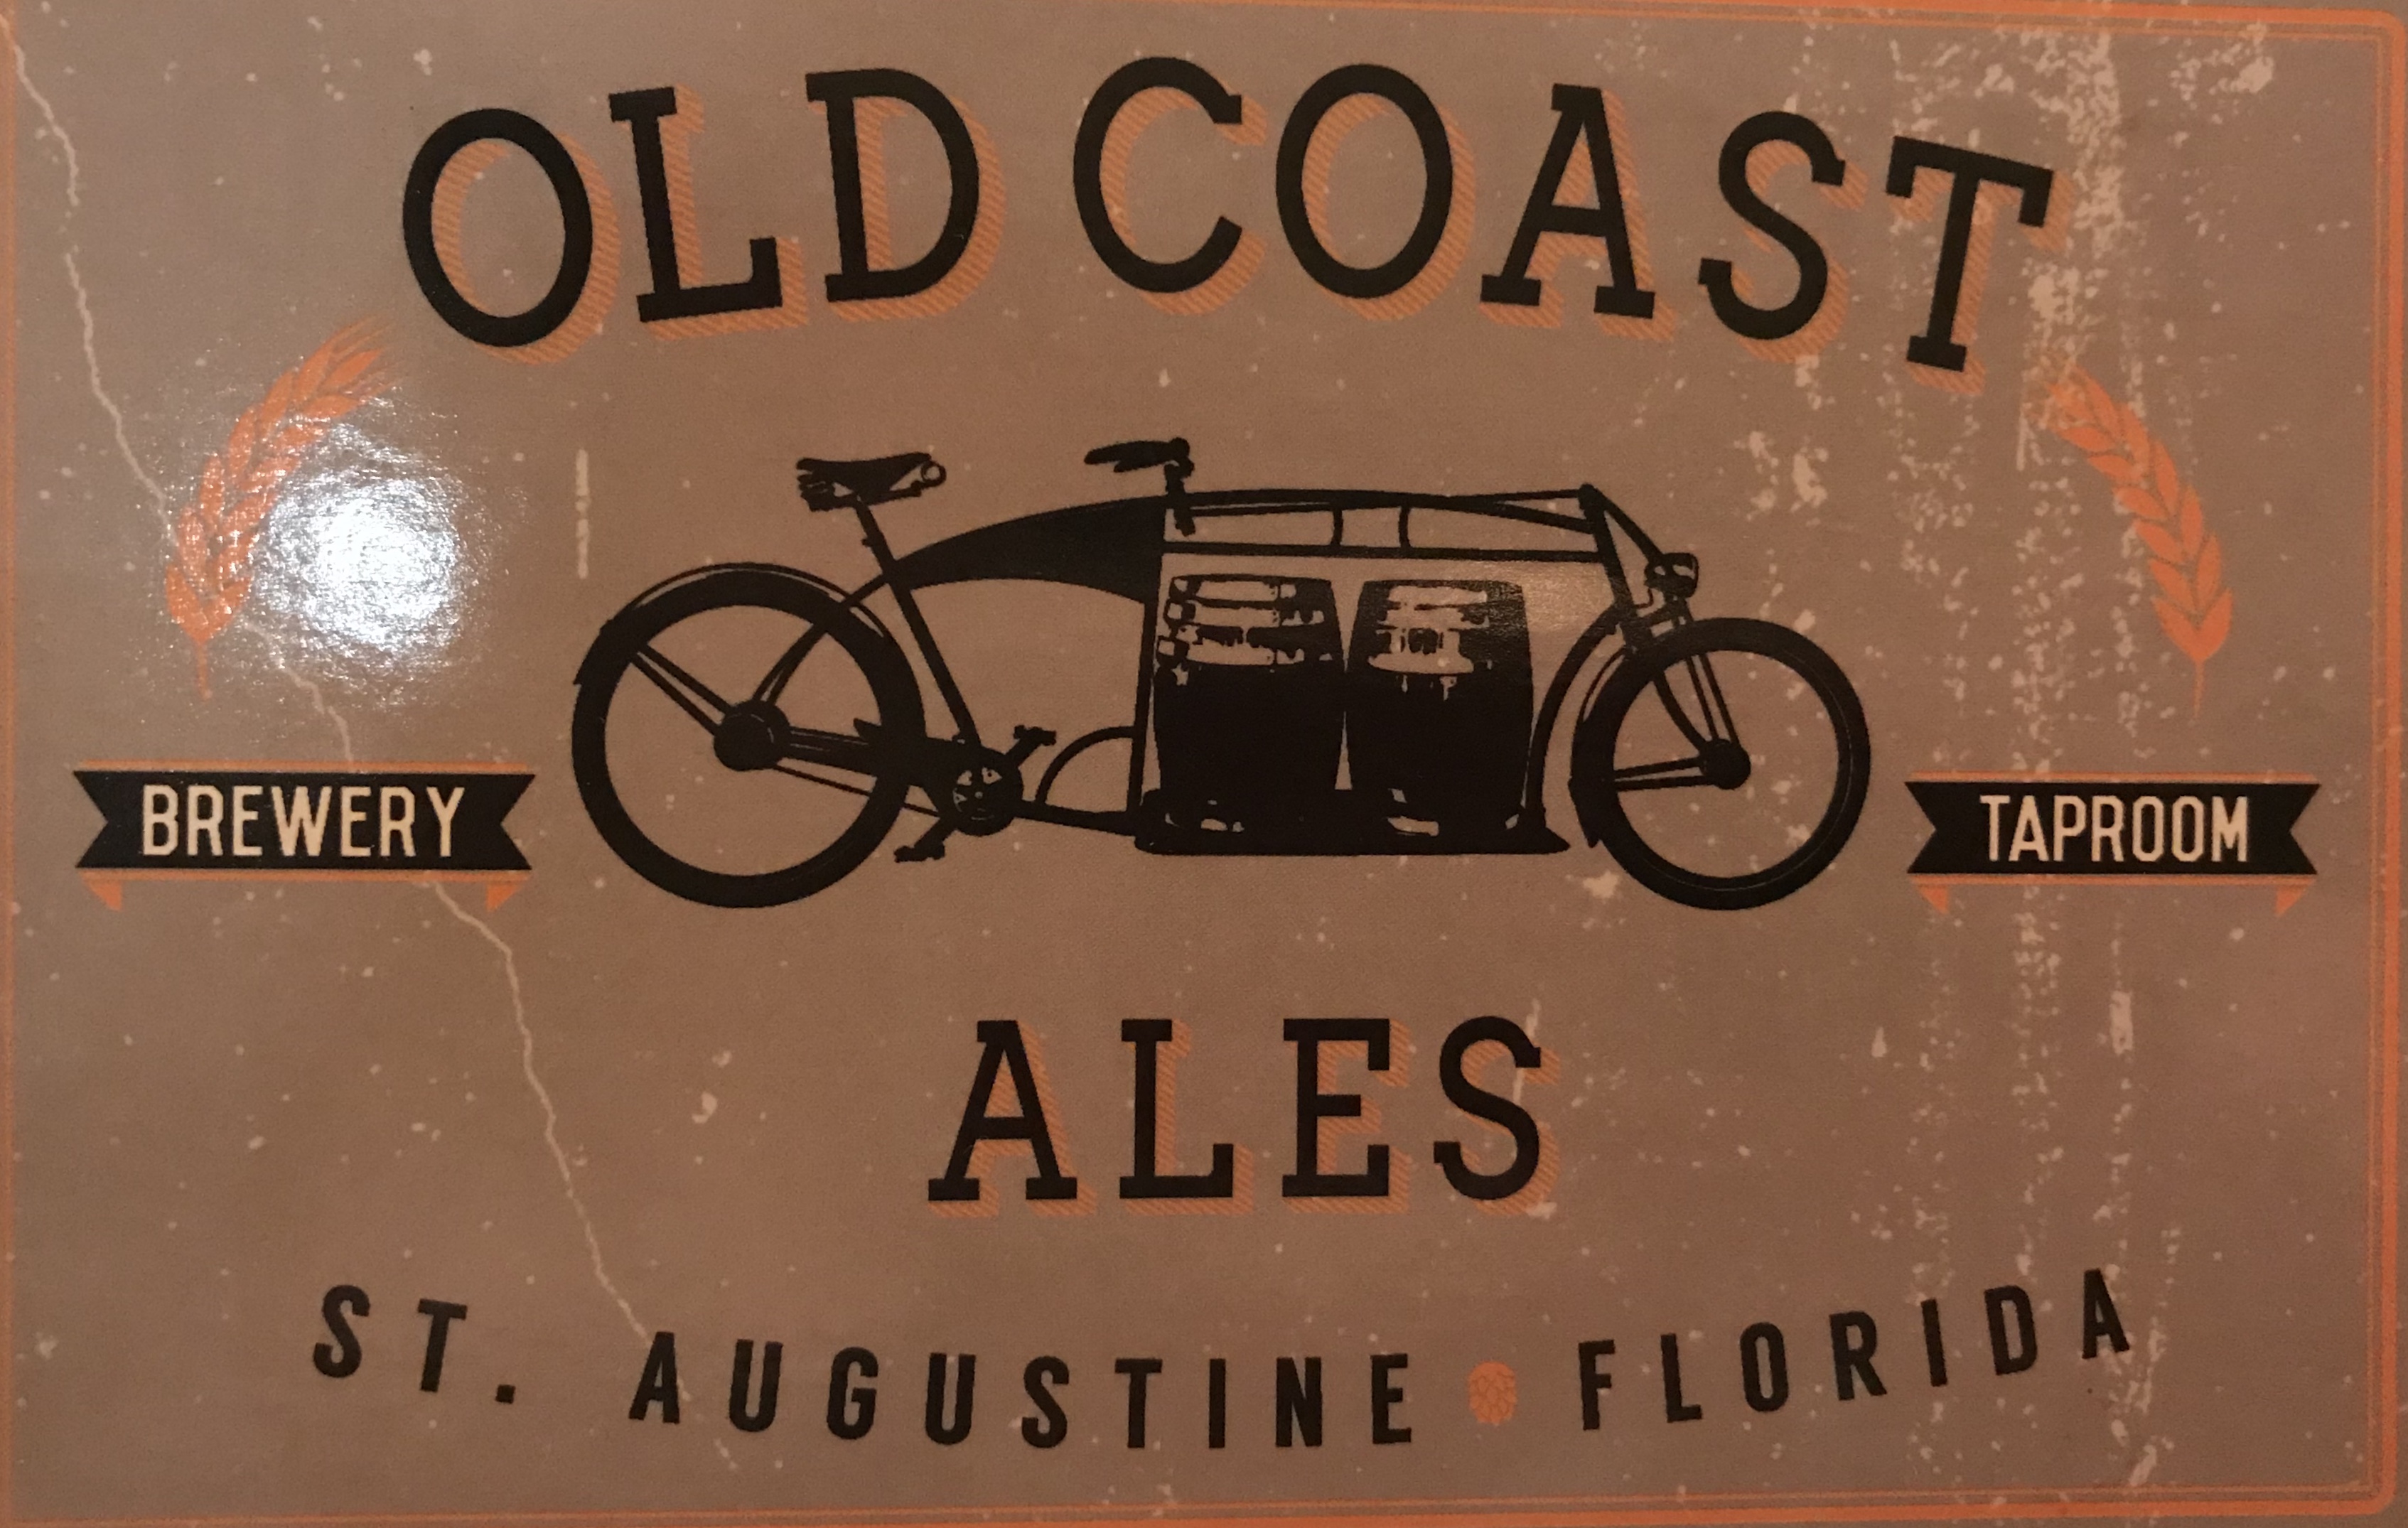 OLD COAST
BREWERY
TAPROOM
ALES
ST. AUGUSTINE FLORIDA